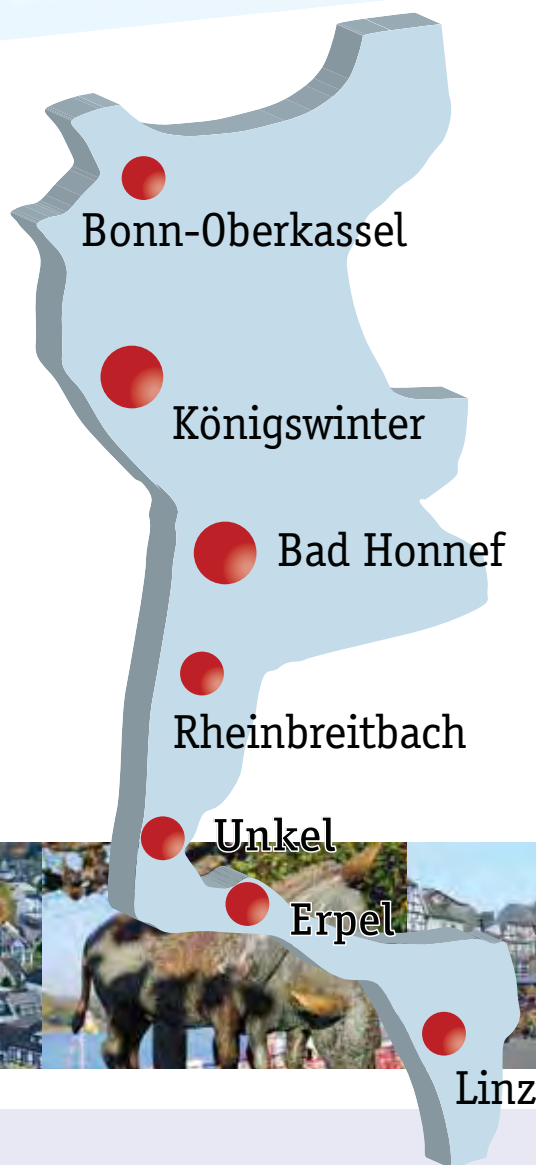 Bonn-Oberkassel
Königswinter
Bad Honnef
Rheinbreitbach
Unkel
Erpel
Linz